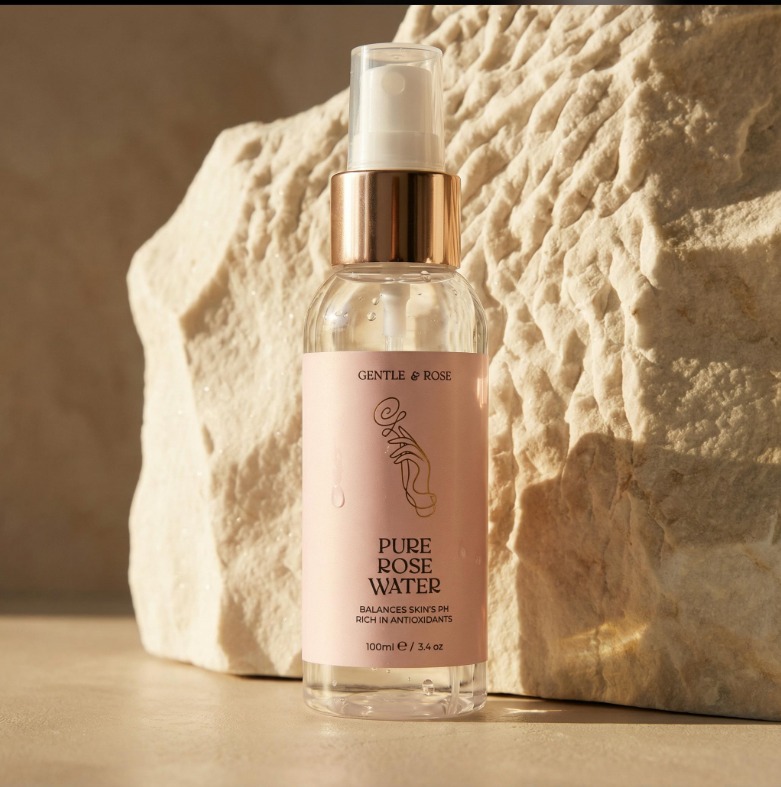 GENTLE & ROSE
PURE
ROSE
WATER
BALANCES SKIN'S PH
RICH IN ANTIOXIDANTS
100ml ℮ / 3.4 oz